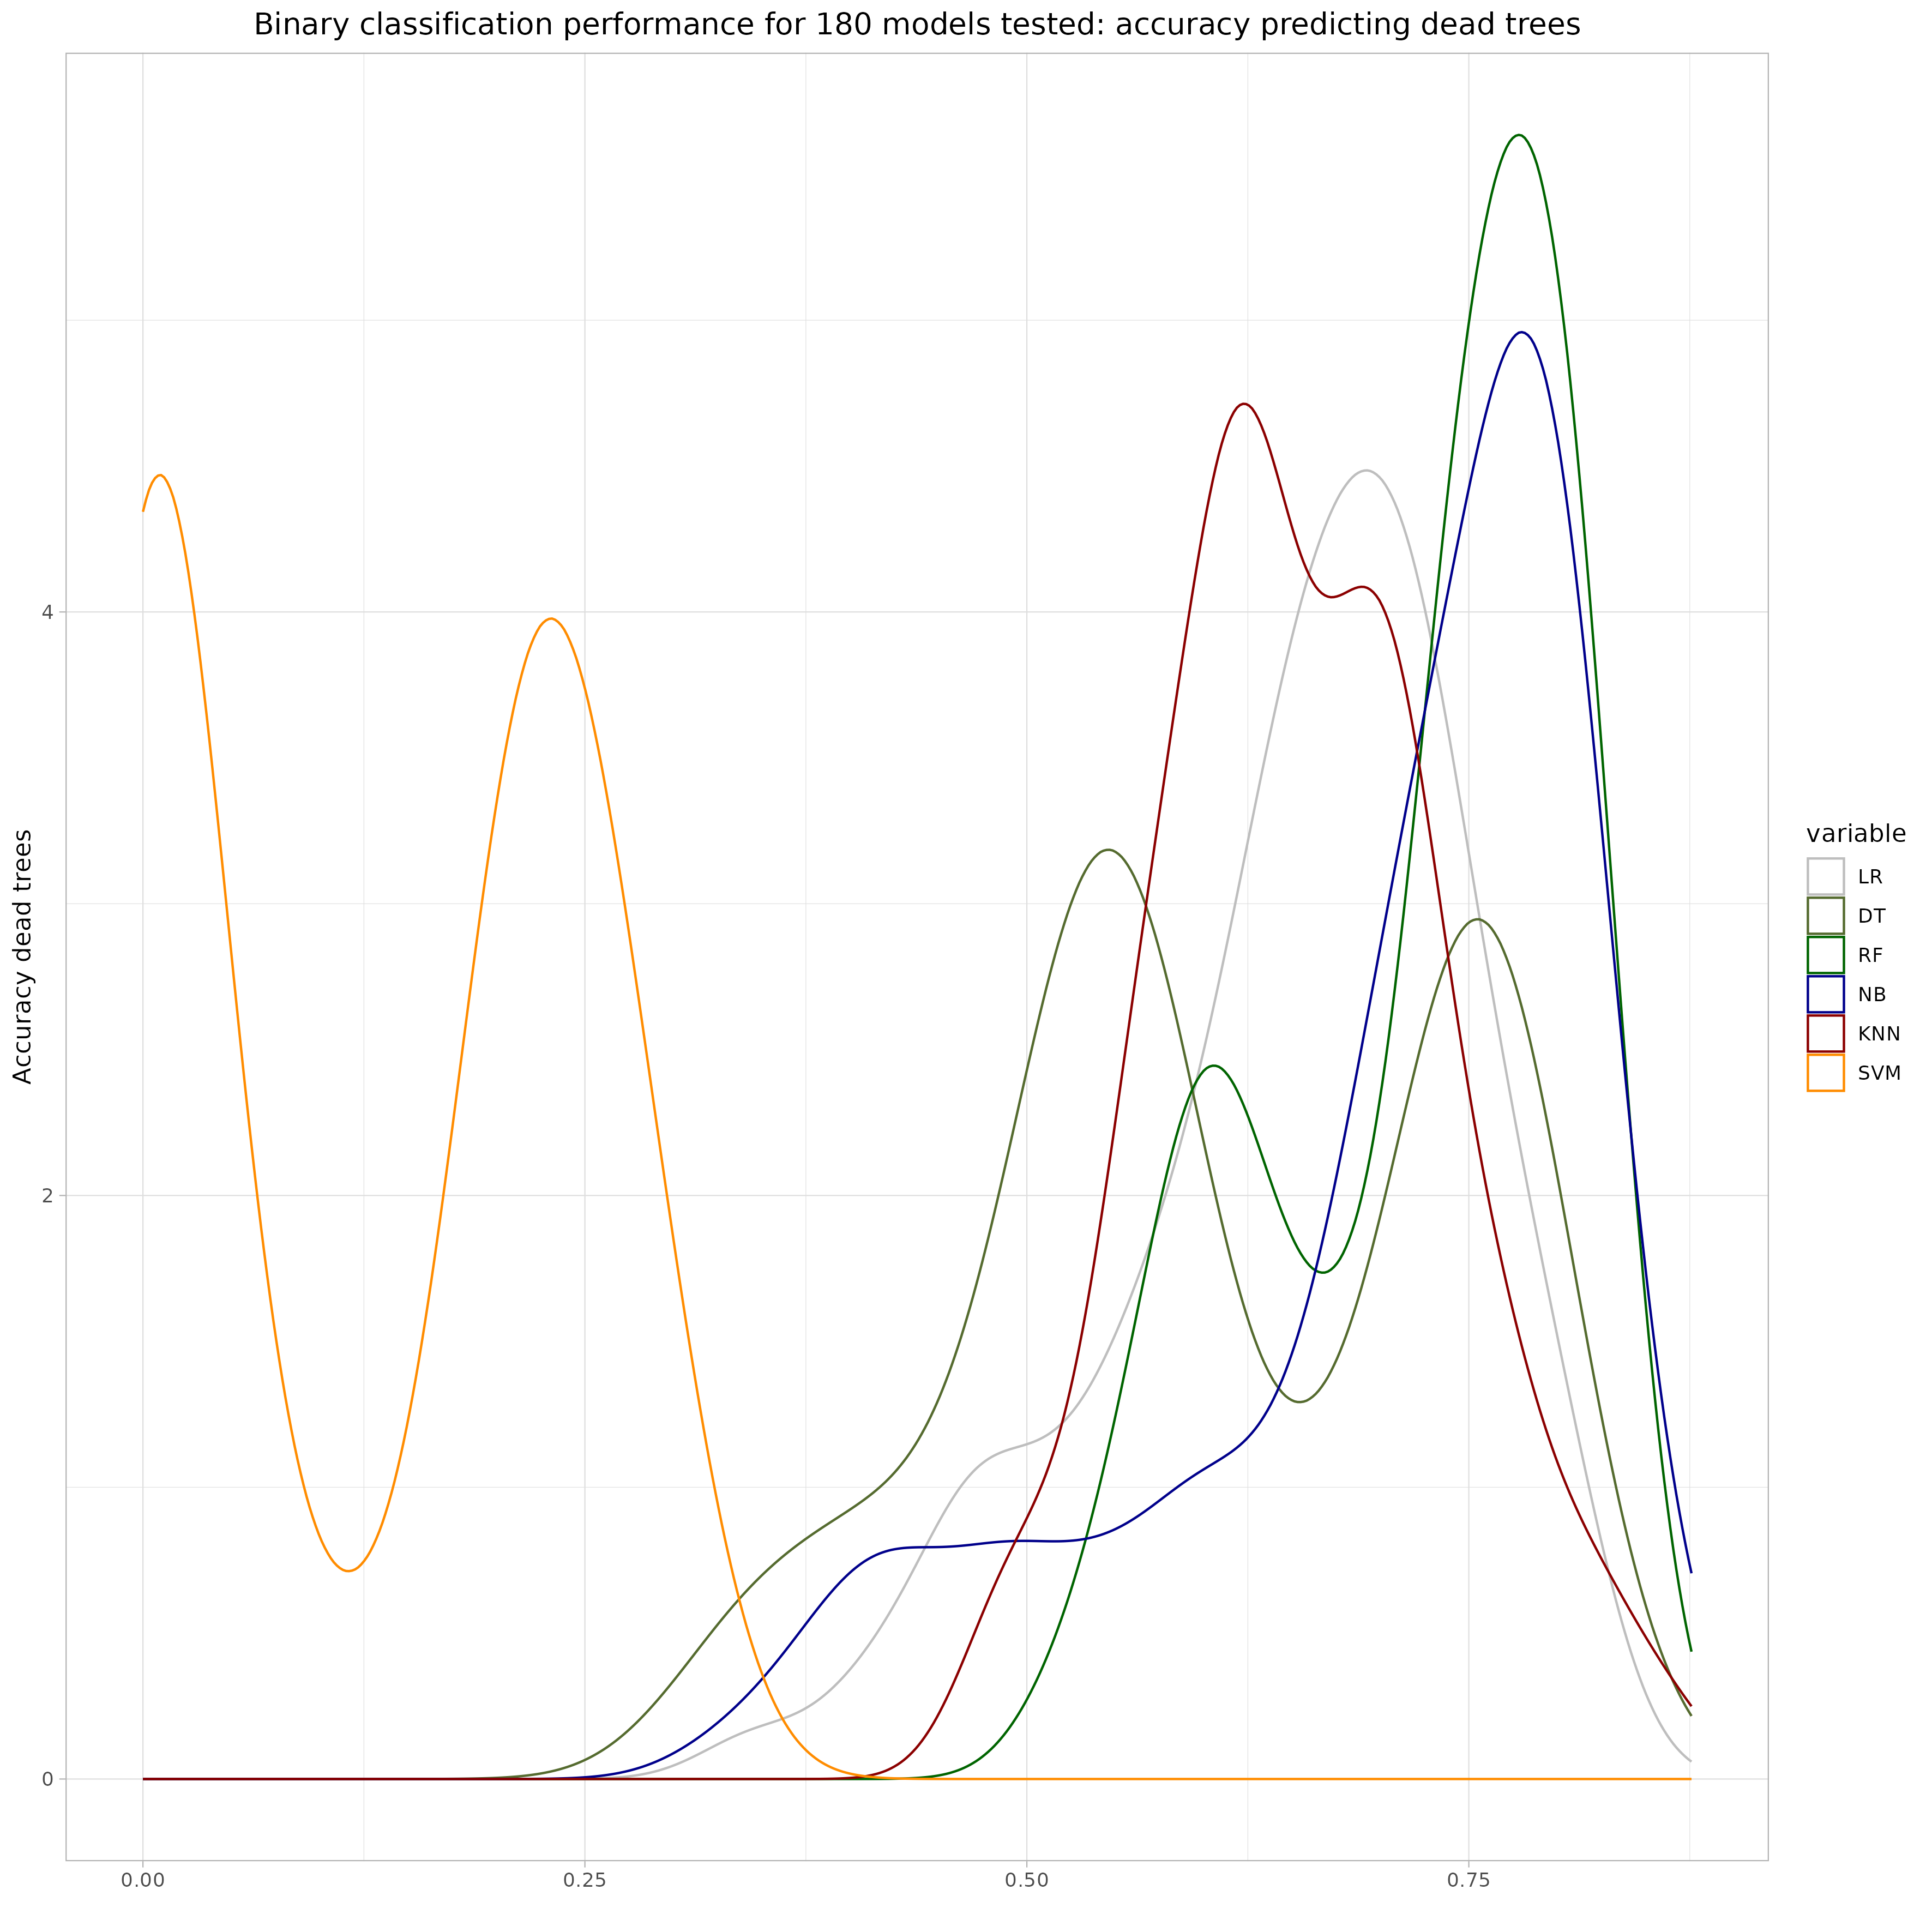 Binary classification performance for 180 models tested: accuracy predicting dead trees
Accuracy dead trees
4
2
0
0.00
0.25
0.50
0.75
variable
LR
DT
RF
NB
KNN
SVM